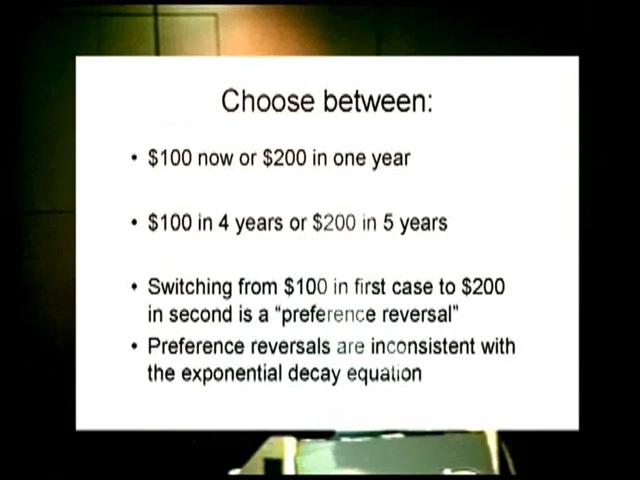 Choose between:
• $100 now or $200 in one year
• $100 in 4 years or $200 in 5 years
• Switching from $100 in first case to $200
in second is a “preference reversal”
• Preference reversals are inconsistent with
the exponential decay equation